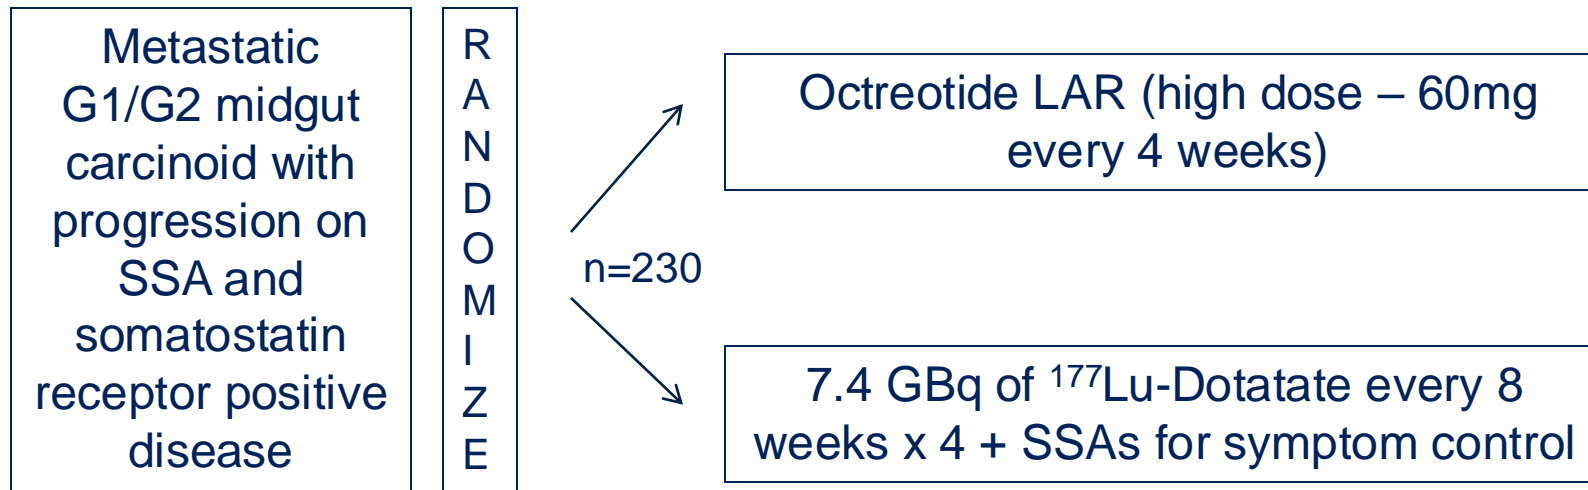 Metastatic
G1/G2 midgut
carcinoid with
progression on
SSA and
somatostatin
receptor positive
disease
R
A
N
D
O
M
I
Z
E
n=230
Octreotide LAR (high dose – 60mg
every 4 weeks)
7.4 GBq of ¹⁷⁷Lu-Dotatate every 8
weeks x 4 + SSAs for symptom control